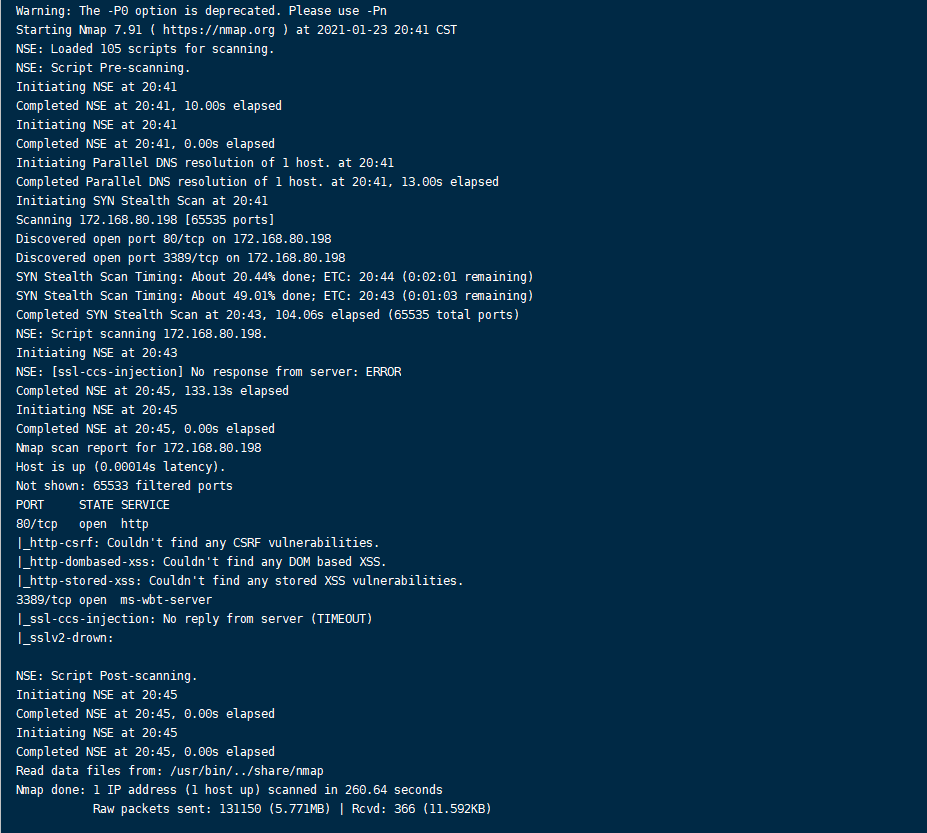 Warning: The -P0 option is deprecated. Please use -Pn
Starting Nmap 7.91 ( https://nmap.org ) at 2021-01-23 20:41 CST
NSE: Loaded 105 scripts for scanning.
NSE: Script Pre-scanning.
Initiating NSE at 20:41
Completed NSE at 20:41, 10.00s elapsed
Initiating NSE at 20:41
Completed NSE at 20:41, 0.00s elapsed
Initiating Parallel DNS resolution of 1 host. at 20:41
Completed Parallel DNS resolution of 1 host. at 20:41, 13.00s elapsed
Initiating SYN Stealth Scan at 20:41
Scanning 172.168.80.198 [65535 ports]
Discovered open port 80/tcp on 172.168.80.198
Discovered open port 3389/tcp on 172.168.80.198
SYN Stealth Scan Timing: About 20.44% done; ETC: 20:44 (0:02:01 remaining)
SYN Stealth Scan Timing: About 49.01% done; ETC: 20:43 (0:01:03 remaining)
Completed SYN Stealth Scan at 20:43, 104.06s elapsed (65535 total ports)
NSE: Script scanning 172.168.80.198.
Initiating NSE at 20:43
NSE: [ssl-ccs-injection] No response from server: ERROR
Completed NSE at 20:45, 133.13s elapsed
Initiating NSE at 20:45
Completed NSE at 20:45, 0.00s elapsed
Nmap scan report for 172.168.80.198
Host is up (0.00014s latency).
Not shown: 65533 filtered ports
PORT     STATE SERVICE
80/tcp   open  http
|_http-csrf: Couldn't find any CSRF vulnerabilities.
|_http-dombased-xss: Couldn't find any DOM based XSS.
|_http-stored-xss: Couldn't find any stored XSS vulnerabilities.
3389/tcp open  ms-wbt-server
|_ssl-ccs-injection: No reply from server (TIMEOUT)
|_sslv2-drown:
NSE: Script Post-scanning.
Initiating NSE at 20:45
Completed NSE at 20:45, 0.00s elapsed
Initiating NSE at 20:45
Completed NSE at 20:45, 0.00s elapsed
Read data files from: /usr/bin/../share/nmap
Nmap done: 1 IP address (1 host up) scanned in 260.64 seconds
           Raw packets sent: 131150 (5.771MB) | Rcvd: 366 (11.592KB)